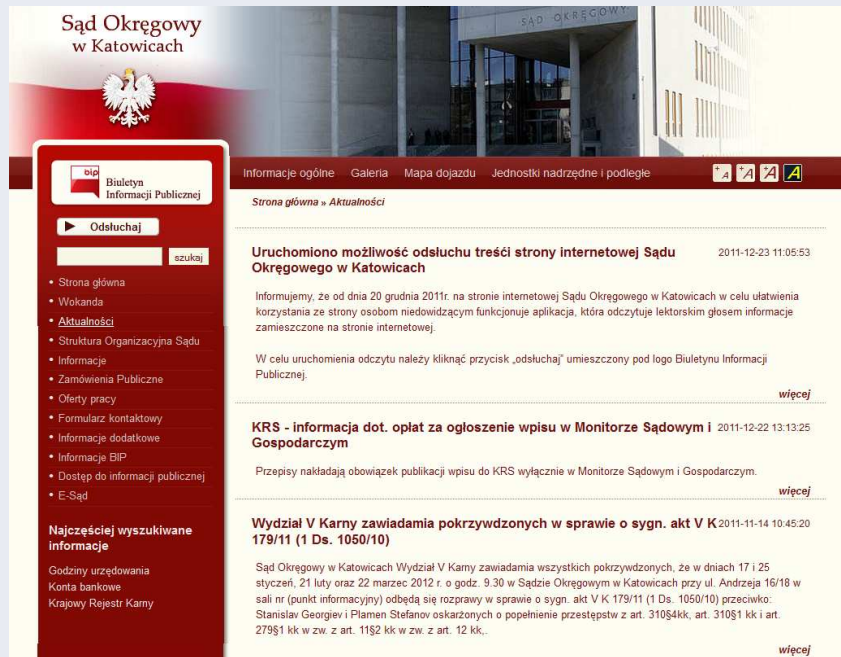 Sąd Okręgowy
w Katowicach
SĄD OKRĘGOWY
bip
Biuletyn
Informacji Publicznej
Informacje ogólne Galeria Mapa dojazdu Jednostki nadrzędne i podległe
+A +A +A A
Odsłuchaj
szukaj
• Strona główna
• Wokanda
• Aktualności
• Struktura Organizacyjna Sądu
• Informacje
• Zamówienia Publiczne
• Oferty pracy
• Formularz kontaktowy
• Informacje dodatkowe
• Informacje BIP
• Dostęp do informacji publicznej
• E-Sąd
Najczęściej wyszukiwane
informacje
Godziny urzędowania
Konta bankowe
Krajowy Rejestr Karny
Strona główna » Aktualności
Uruchomiono możliwość odsłuchu treśći strony internetowej Sądu 2011-12-23 11:05:53
Okręgowego w Katowicach
Informujemy, że od dnia 20 grudnia 2011r. na stronie internetowej Sądu Okręgowego w Katowicach w celu ułatwienia
korzystania ze strony osobom niedowidzącym funkcjonuje aplikacja, która odczytuje lektorskim głosem informacje
zamieszczone na stronie internetowej.
W celu uruchomienia odczytu należy kliknąć przycisk „odsłuchaj” umieszczony pod logo Biuletynu Informacji
Publicznej.
więcej
KRS - informacja dot. opłat za ogłoszenie wpisu w Monitorze Sądowym i 2011-12-22 13:13:25
Gospodarczym
Przepisy nakładają obowiązek publikacji wpisu do KRS wyłącznie w Monitorze Sądowym i Gospodarczym.
więcej
Wydział V Karny zawiadamia pokrzywdzonych w sprawie o sygn. akt V K 2011-11-14 10:45:20
179/11 (1 Ds. 1050/10)
Sąd Okręgowy w Katowicach Wydział V Karny zawiadamia wszystkich pokrzywdzonych, że w dniach 17 i 25
styczeń, 21 luty oraz 22 marzec 2012 r. o godz. 9.30 w Sądzie Okręgowym w Katowicach przy ul. Andrzeja 16/18 w
sali nr (punkt informacyjny) odbędą się rozprawy w sprawie o sygn. akt V K 179/11 (1 Ds. 1050/10) przeciwko:
Stanislav Georgiev i Plamen Stefanov oskarżonych o popełnienie przestępstw z art. 310§4kk, art. 310§1 kk i art.
279§1 kk w zw. z art. 11§2 kk w zw. z art. 12 kk,.
więcej